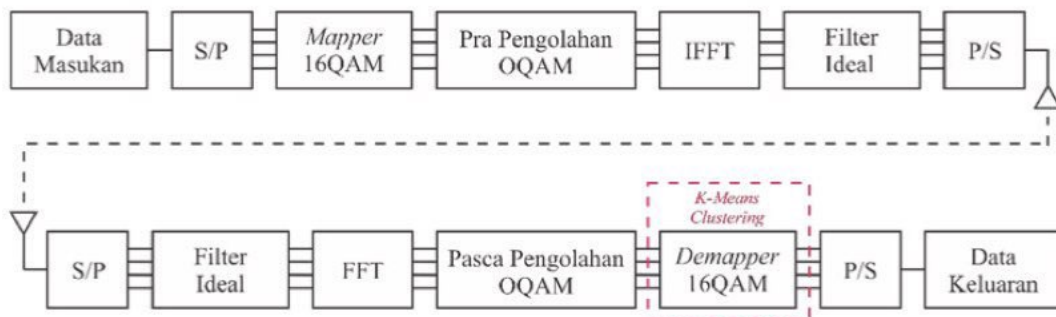 Data
Masukan
S/P
Mapper
16QAM
Pra Pengolahan
OQAM
IFFT
Filter
Ideal
P/S
K-Means
Clustering
S/P
Filter
Ideal
FFT
Pasca Pengolahan
OQAM
Demapper
16QAM
P/S
Data
Keluaran